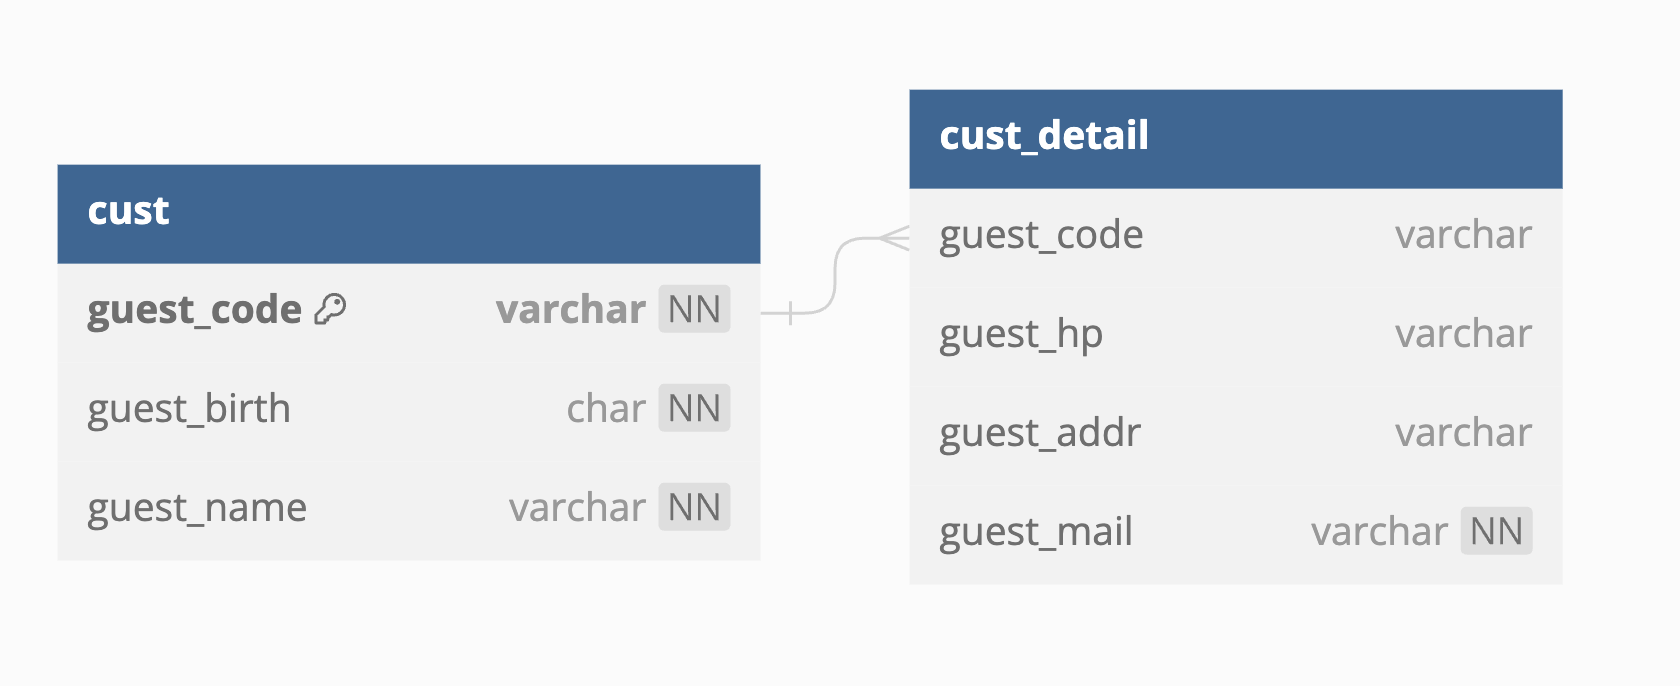 cust
guest_code varchar NN
guest_birth char NN
guest_name varchar NN
cust_detail
guest_code varchar
guest_hp varchar
guest_addr varchar
guest_mail varchar NN